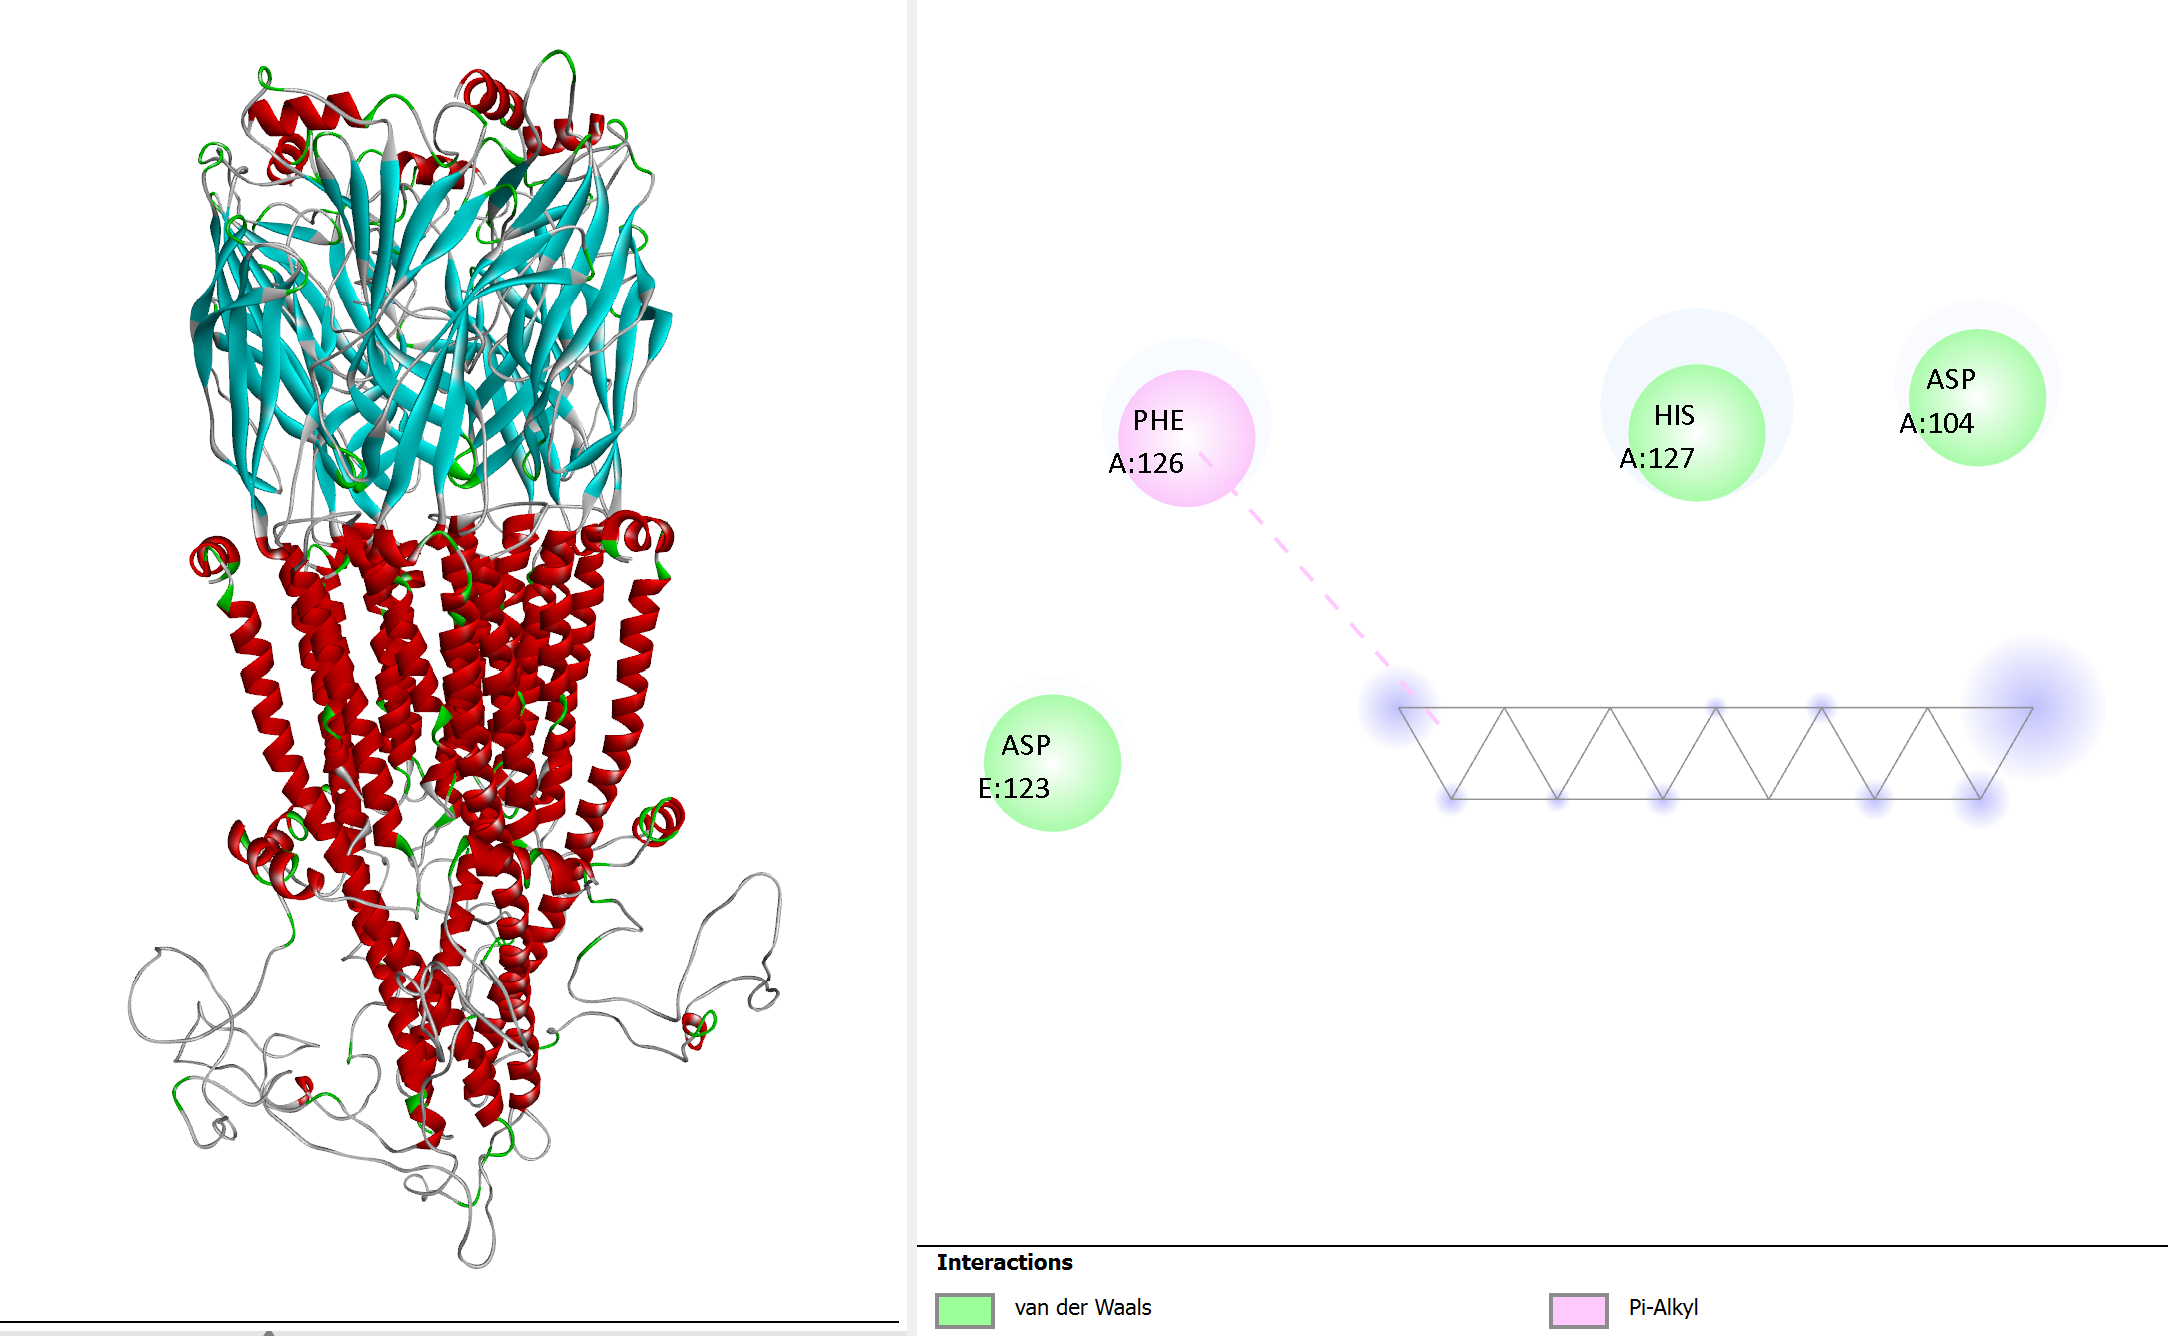 PHE
A:126
HIS
A:127
ASP
A:104
ASP
E:123
Interactions
van der Waals
Pi-Alkyl